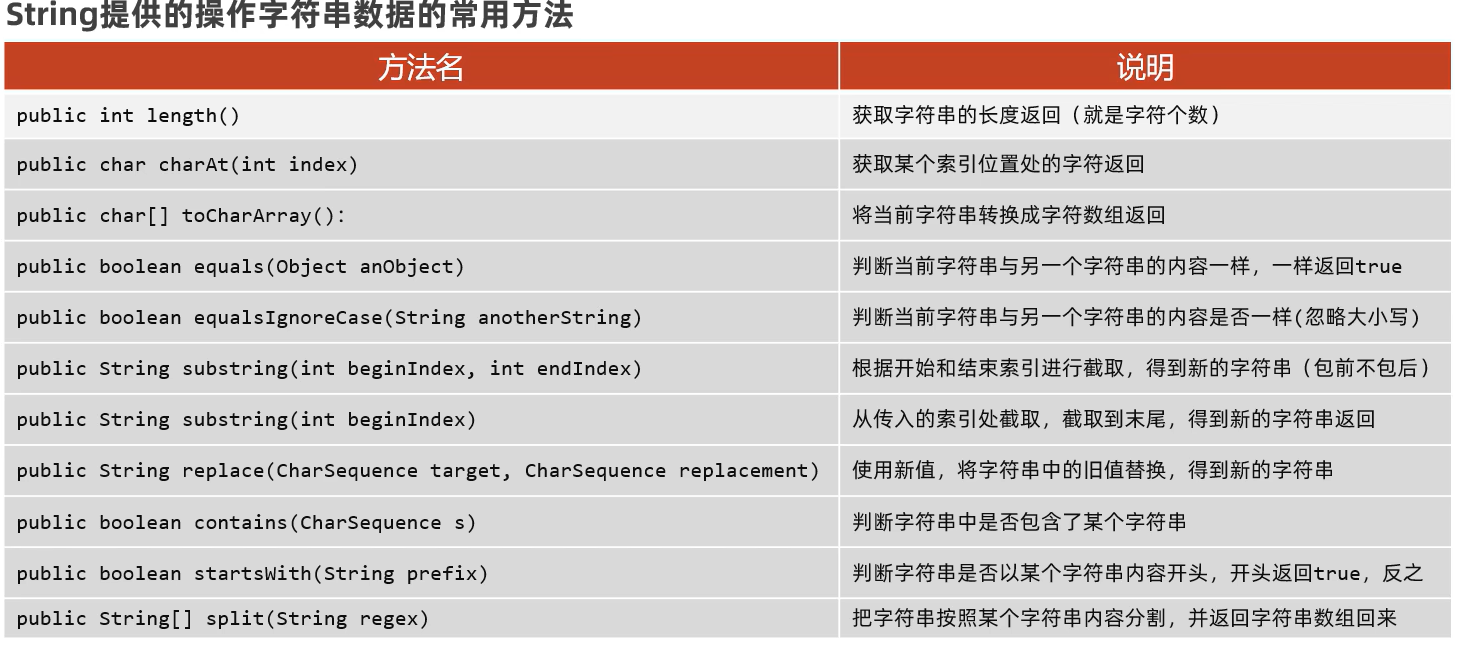 String提供的操作字符串数据的常用方法
方法名 说明
public int length() 获取字符串的长度返回（就是字符个数）
public char charAt(int index) 获取某个索引位置处的字符返回
public char[] toCharArray(): 将当前字符串转换成字符数组返回
public boolean equals(Object anObject) 判断当前字符串与另一个字符串的内容一样，一样返回true
public boolean equalsIgnoreCase(String anotherString) 判断当前字符串与另一个字符串的内容是否一样(忽略大小写)
public String substring(int beginIndex, int endIndex) 根据开始和结束索引进行截取，得到新的字符串（包前不包后）
public String substring(int beginIndex) 从传入的索引处截取，截取到末尾，得到新的字符串返回
public String replace(CharSequence target, CharSequence replacement) 使用新值，将字符串中的旧值替换，得到新的字符串
public boolean contains(CharSequence s) 判断字符串中是否包含了某个字符串
public boolean startsWith(String prefix) 判断字符串是否以某个字符串内容开头，开头返回true，反之
public String[] split(String regex) 把字符串按照某个字符串内容分割，并返回字符串数组回来